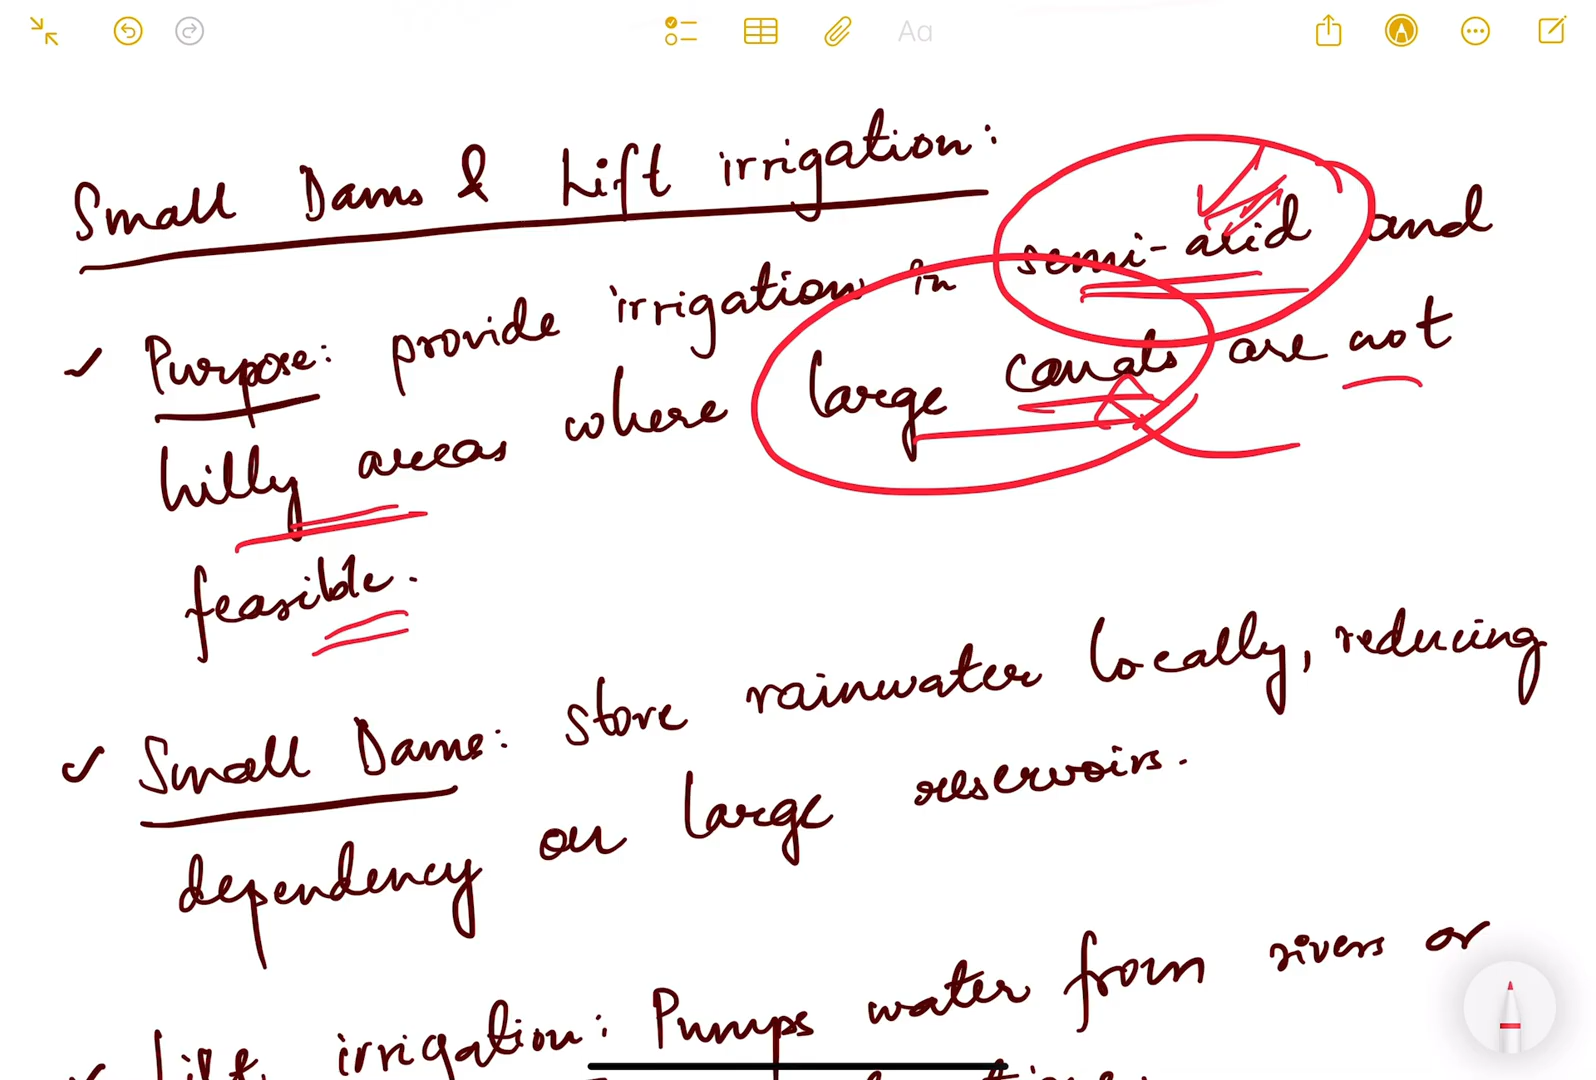 Aa
Small Dams & Lift irrigation:
✓ Purpose: provide irrigation in semi-arid and
hilly areas where large canals are not
feasible.
✓ Small Dams: store rainwater locally, reducing
dependency on large reservoirs.
✓ Lift irrigation: Pumps water from rivers or